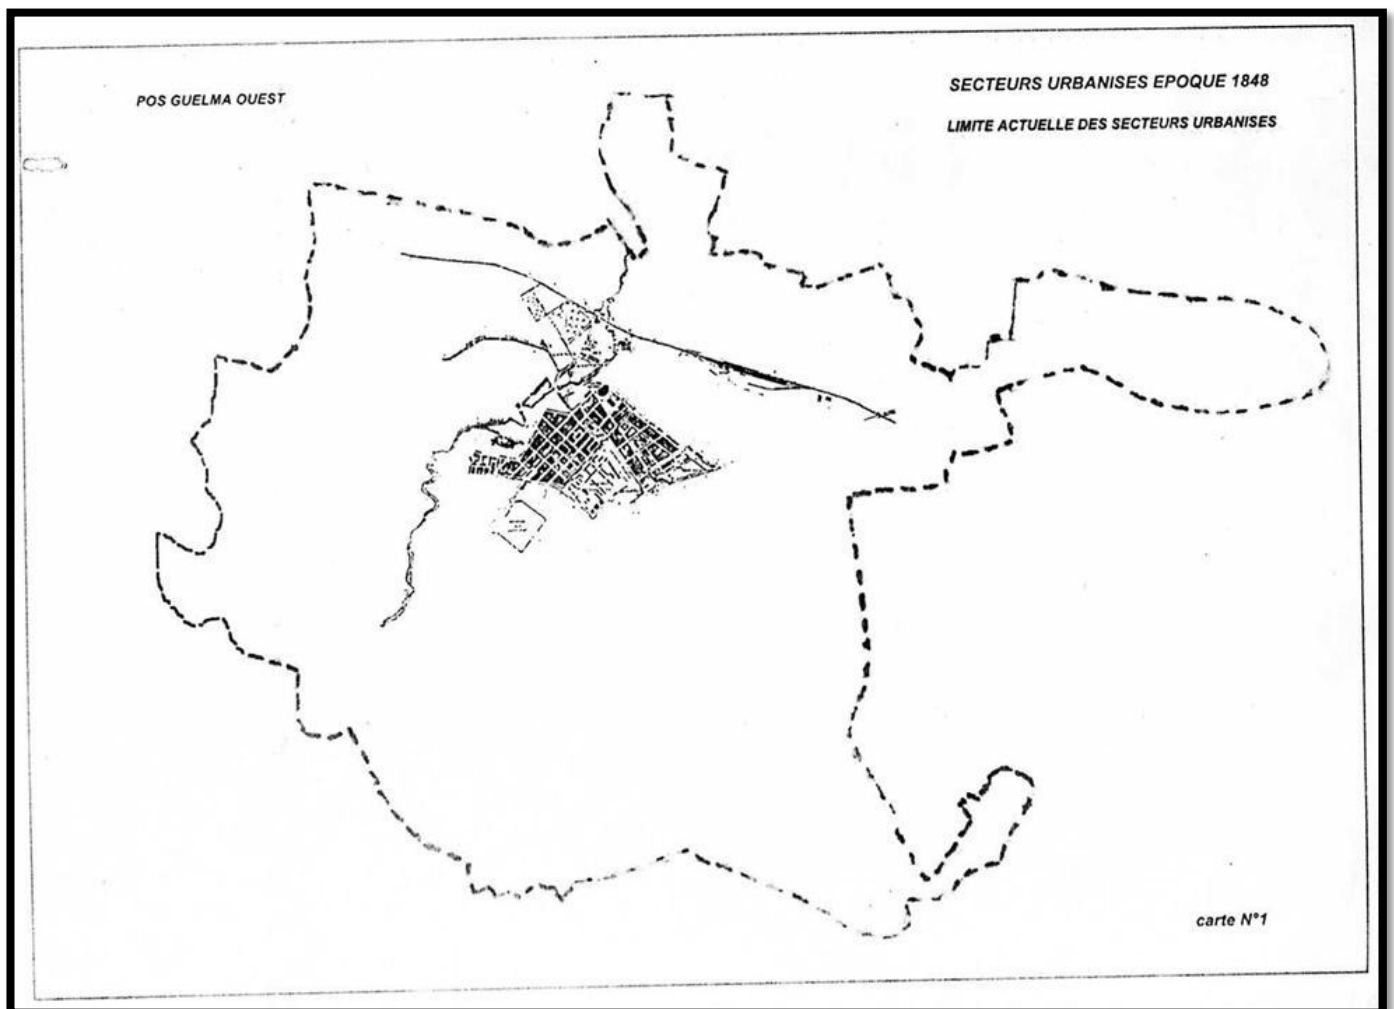 POS GUELMA OUEST
SECTEURS URBANISES EPOQUE 1848
LIMITE ACTUELLE DES SECTEURS URBANISES
carte N°1